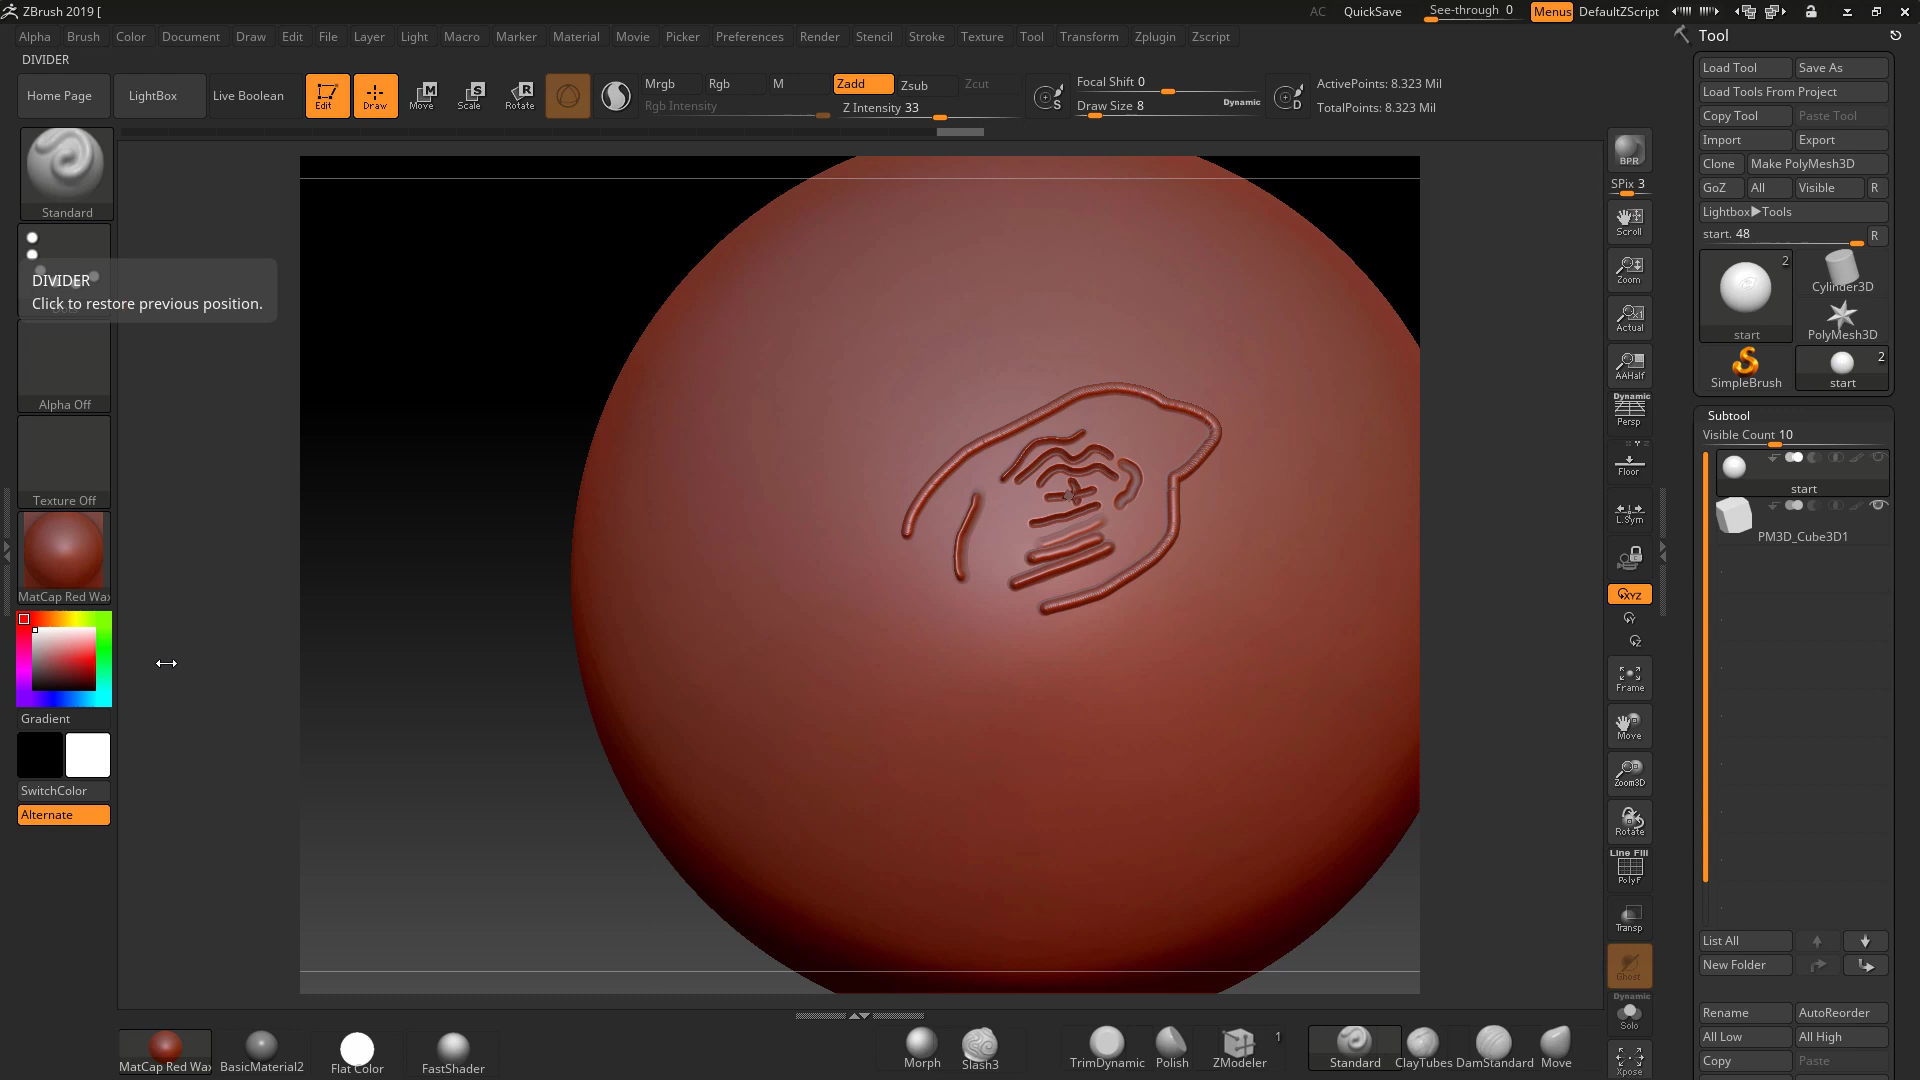 ZBrush 2019 [
AC QuickSave See-through 0 Menus DefaultZScript
Alpha Brush Color Document Draw Edit File Layer Light Macro Marker Material Movie Picker Preferences Render Stencil Stroke Texture Tool Transform Zplugin Zscript
DIVIDER
Home Page LightBox Live Boolean Edit Draw Move Scale Rotate
Mrgb Rgb M Zadd Zsub Zcut
Rgb Intensity Z Intensity 33
Focal Shift 0
Draw Size 8 Dynamic
ActivePoints: 8.323 Mil
TotalPoints: 8.323 Mil
Standard
DIVIDER
Click to restore previous position.
Dots
Alpha Off
Texture Off
MatCap Red Wax
Gradient
SwitchColor
Alternate
BPR
SPix 3
Scroll
Zoom
Actual
AAHalf
Dynamic
Persp
Floor
L.Sym
XYZ
Y
Z
Frame
Move
Zoom3D
Rotate
Line Fill
PolyF
Transp
Ghost
Dynamic
Solo
Xpose
Tool
Load Tool Save As
Load Tools From Project
Copy Tool Paste Tool
Import Export
Clone Make PolyMesh3D
GoZ All Visible R
Lightbox▶Tools
start. 48 R
2
start
Cylinder3D
PolyMesh3D
SimpleBrush
2
start
Subtool
Visible Count 10
start
PM3D_Cube3D1
List All
New Folder
Rename AutoReorder
All Low All High
Copy Paste
MatCap Red Wax BasicMaterial2 Flat Color FastShader Morph Slash3 TrimDynamic Polish ZModeler 1 Standard ClayTubes DamStandard Move